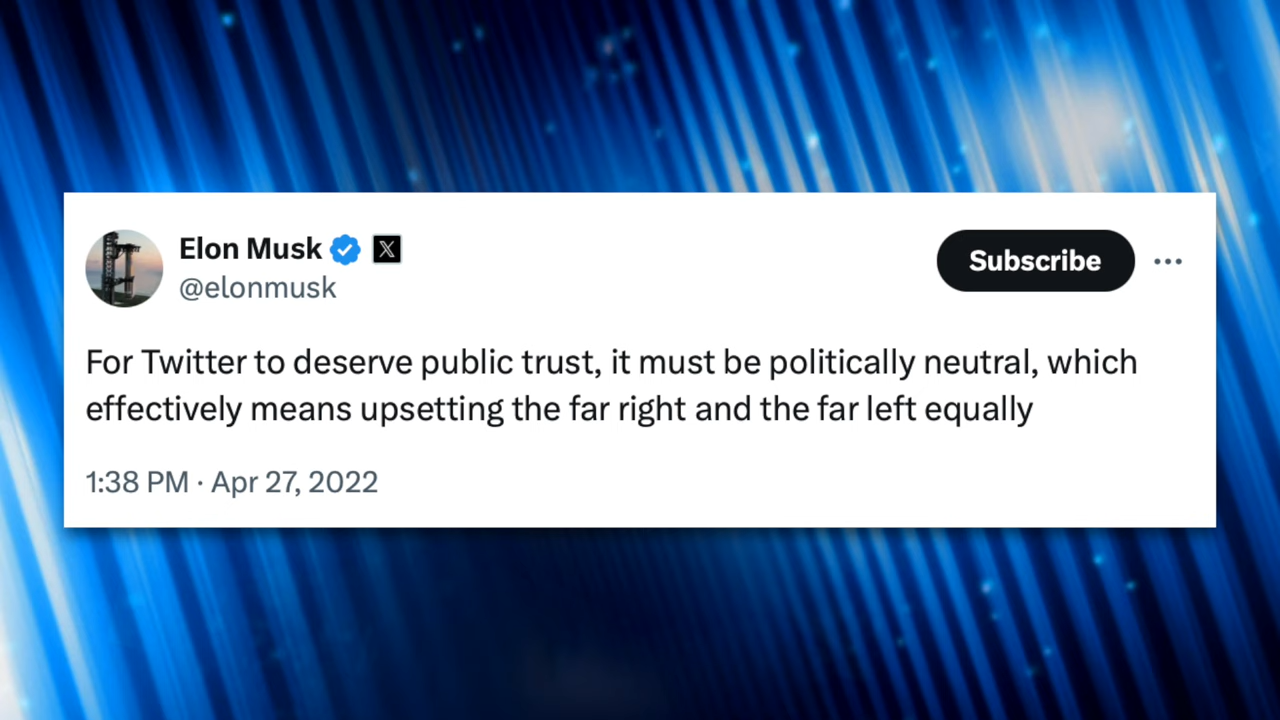 Elon Musk X
Subscribe
@elonmusk
For Twitter to deserve public trust, it must be politically neutral, which
effectively means upsetting the far right and the far left equally
1:38 PM · Apr 27, 2022